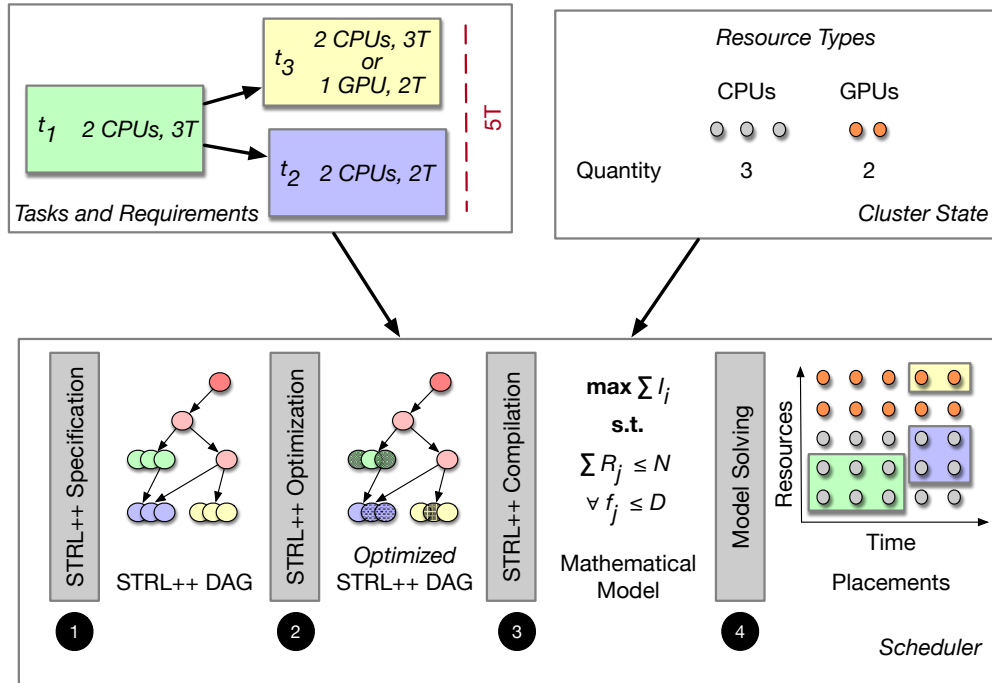 t3
2 CPUs, 3T
or
1 GPU, 2T
t1 2 CPUs, 3T
t2 2 CPUs, 2T
5T
Tasks and Requirements
Resource Types
CPUs GPUs
Quantity 3 2
Cluster State
STRL++ Specification
STRL++ DAG
1
STRL++ Optimization
Optimized
STRL++ DAG
2
STRL++ Compilation
max ∑ Ij
s.t.
∑ Rj ≤ N
∀ fj ≤ D
Mathematical
Model
3
Model Solving
Resources
Time
Placements
4
Scheduler